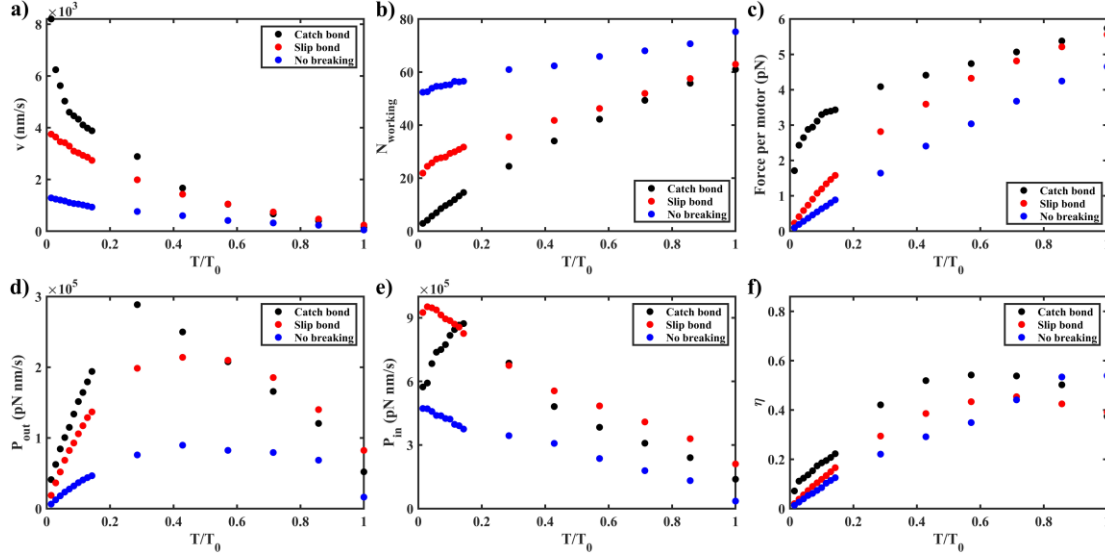 a)
×10³
8
6
4
2
0
v (nm/s)
Catch bond
Slip bond
No breaking
0 0.2 0.4 0.6 0.8 1
T/T₀
b)
80
60
40
20
0
N_working
Catch bond
Slip bond
No breaking
0 0.2 0.4 0.6 0.8 1
T/T₀
c)
6
5
4
3
2
1
0
Force per motor (pN)
Catch bond
Slip bond
No breaking
0 0.2 0.4 0.6 0.8 1
T/T₀
d)
×10⁵
3
2
1
0
P_out (pN nm/s)
Catch bond
Slip bond
No breaking
0 0.2 0.4 0.6 0.8 1
T/T₀
e)
×10⁵
9
6
3
0
P_in (pN nm/s)
Catch bond
Slip bond
No breaking
0 0.2 0.4 0.6 0.8 1
T/T₀
f)
0.8
0.6
0.4
0.2
0
η
Catch bond
Slip bond
No breaking
0 0.2 0.4 0.6 0.8 1
T/T₀